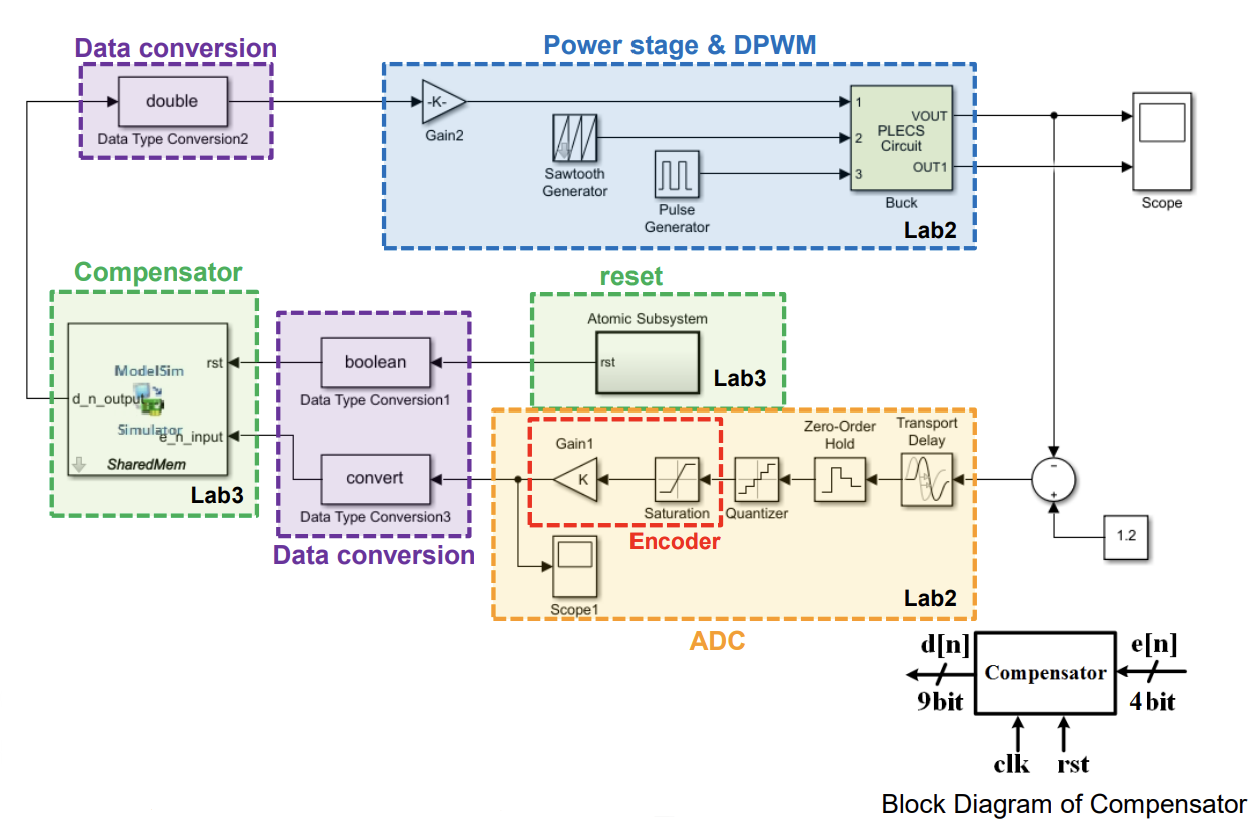 Data conversion
double
Data Type Conversion2
Power stage & DPWM
-K-
Gain2
Sawtooth
Generator
Pulse
Generator
1
2
3
VOUT
PLECS
Circuit
OUT1
Buck
Lab2
Scope
Compensator
rst
ModelSim
d_n_output
Simulator
e_n_input
SharedMem
Lab3
boolean
Data Type Conversion1
convert
Data Type Conversion3
Data conversion
reset
Atomic Subsystem
rst
Lab3
Gain1
K
Saturation
Encoder
Quantizer
Zero-Order
Hold
Transport
Delay
Scope1
Lab2
ADC
-
+
1.2
d[n]
9bit
Compensator
e[n]
4bit
clk
rst
Block Diagram of Compensator